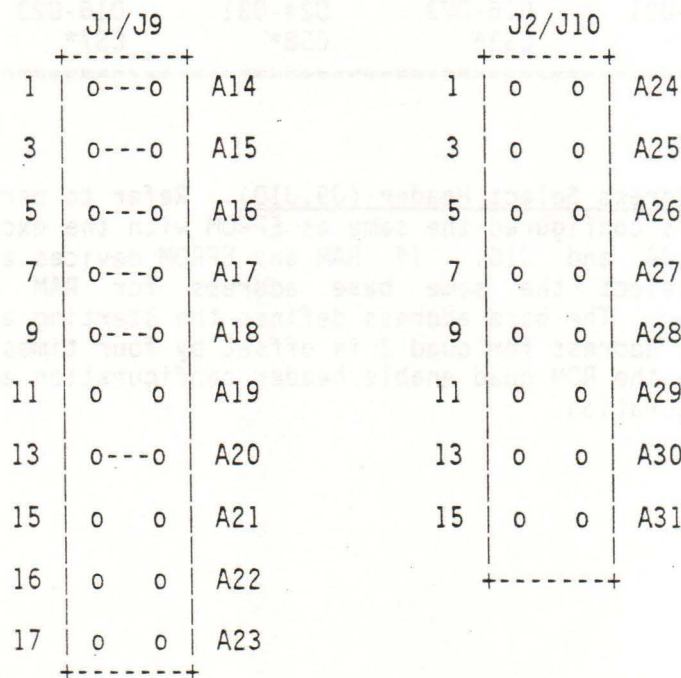 J1/J9 J2/J10
+-------+ +-------+
1 | o---o | A14 1 | o o | A24
3 | o---o | A15 3 | o o | A25
5 | o---o | A16 5 | o o | A26
7 | o---o | A17 7 | o o | A27
9 | o---o | A18 9 | o o | A28
11 | o o | A19 11 | o o | A29
13 | o---o | A20 13 | o o | A30
15 | o o | A21 15 | o o | A31
16 | o o | A22 +-------+
17 | o o | A23
+-------+